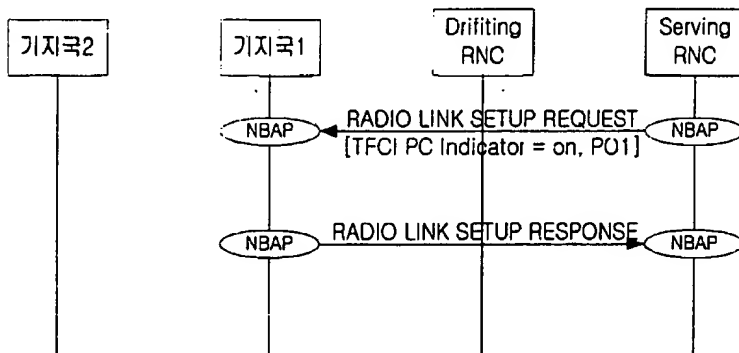 기지국2
기지국1
Drifiting
RNC
Serving
RNC
NBAP
RADIO LINK SETUP REQUEST
NBAP
[TFCI PC Indicator = on, PO1]
NBAP
RADIO LINK SETUP RESPONSE
NBAP